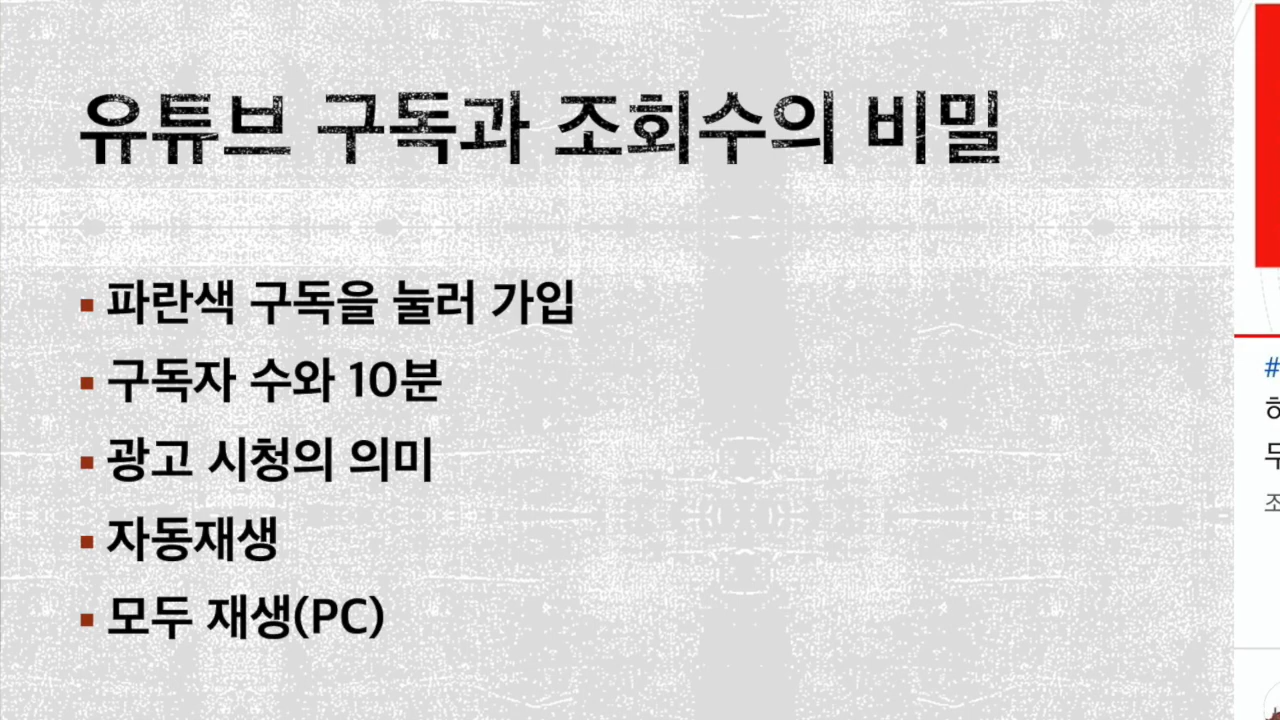 유튜브 구독과 조회수의 비밀
파란색 구독을 눌러 가입
구독자 수와 10분
광고 시청의 의미
자동재생
모두 재생(PC)
#